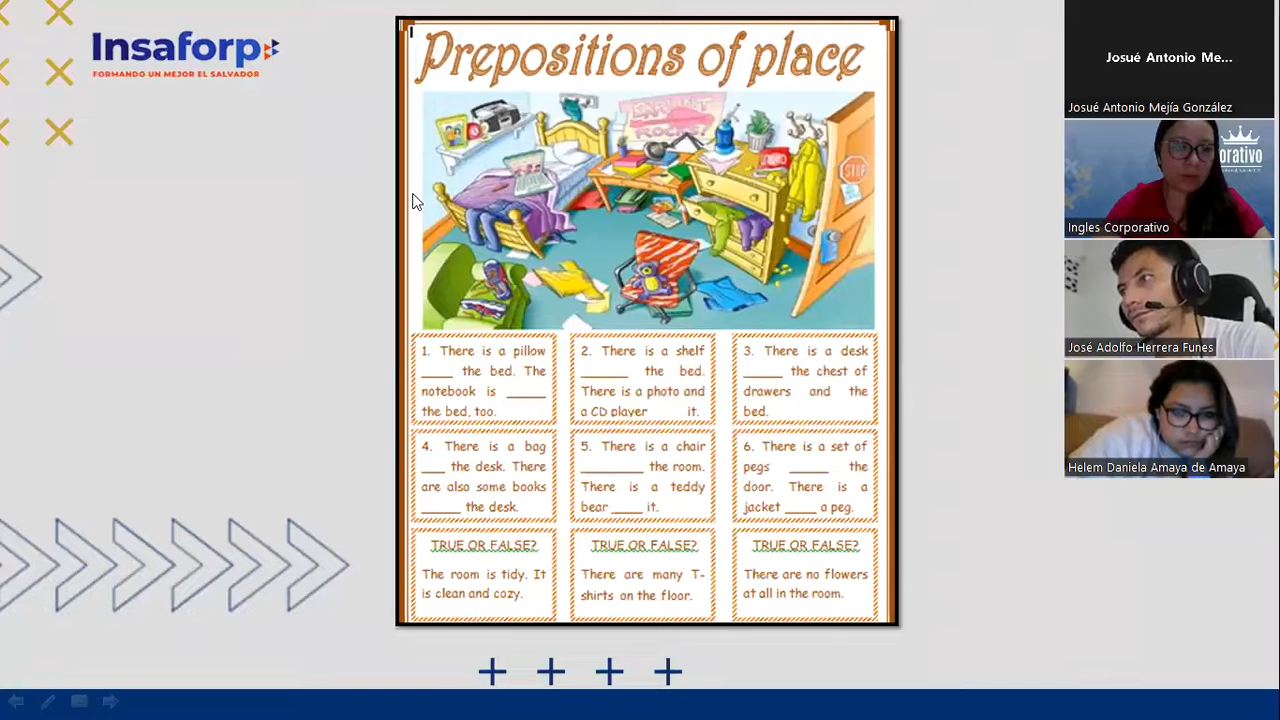 Insaforp
FORMANDO UN MEJOR EL SALVADOR
Prepositions of place
STOP
ROCKS!
1. There is a pillow
____ the bed. The
notebook is _____
the bed, too.
2. There is a shelf
______ the bed.
There is a photo and
a CD player it.
3. There is a desk
_____ the chest of
drawers and the
bed.
4. There is a bag
___ the desk. There
are also some books
_____ the desk.
5. There is a chair
________ the room.
There is a teddy
bear ____ it.
6. There is a set of
pegs _____ the
door. There is a
jacket ____ a peg.
TRUE OR FALSE?
The room is tidy. It
is clean and cozy.
TRUE OR FALSE?
There are many T-
shirts on the floor.
TRUE OR FALSE?
There are no flowers
at all in the room.
Josué Antonio Me...
Josué Antonio Mejía González
orativo
Ingles Corporativo
José Adolfo Herrera Funes
Helem Daniela Amaya de Amaya